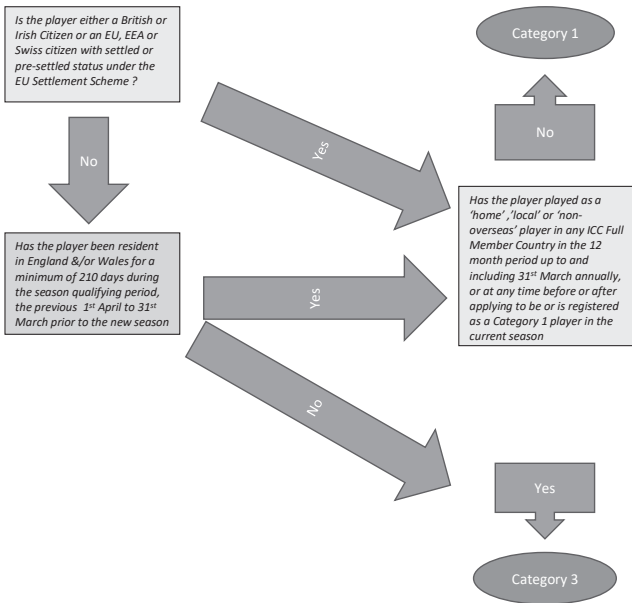 Is the player either a British or
Irish Citizen or an EU, EEA or
Swiss citizen with settled or
pre-settled status under the
EU Settlement Scheme ?
Category 1
No
Yes
No
Has the player been resident
in England &/or Wales for a
minimum of 210 days during
the season qualifying period,
the previous 1st April to 31st
March prior to the new season
Yes
Has the player played as a
‘home’ ,’local’ or ‘non-
overseas’ player in any ICC Full
Member Country in the 12
month period up to and
including 31st March annually,
or at any time before or after
applying to be or is registered
as a Category 1 player in the
current season
No
Yes
Category 3